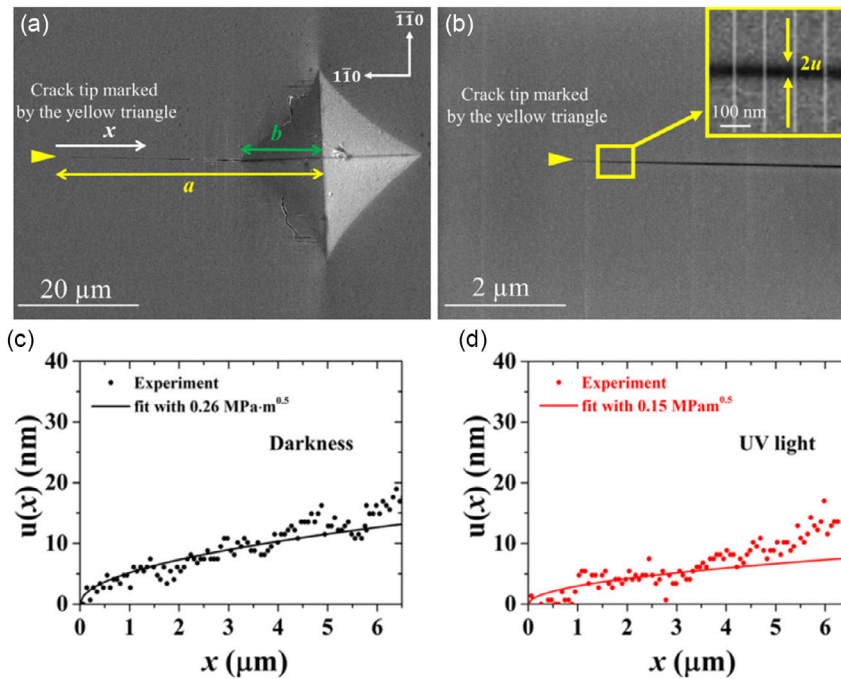 (a)
1̄1̄0
11̄0
Crack tip marked
by the yellow triangle
x
b
a
20 µm
(b)
2u
100 nm
Crack tip marked
by the yellow triangle
2 µm
(c)
40
30
20
10
0
u(x) (nm)
Experiment
fit with 0.26 MPa·m^0.5
Darkness
0 1 2 3 4 5 6
x (µm)
(d)
40
30
20
10
0
u(x) (nm)
Experiment
fit with 0.15 MPam^0.5
UV light
0 1 2 3 4 5 6
x (µm)